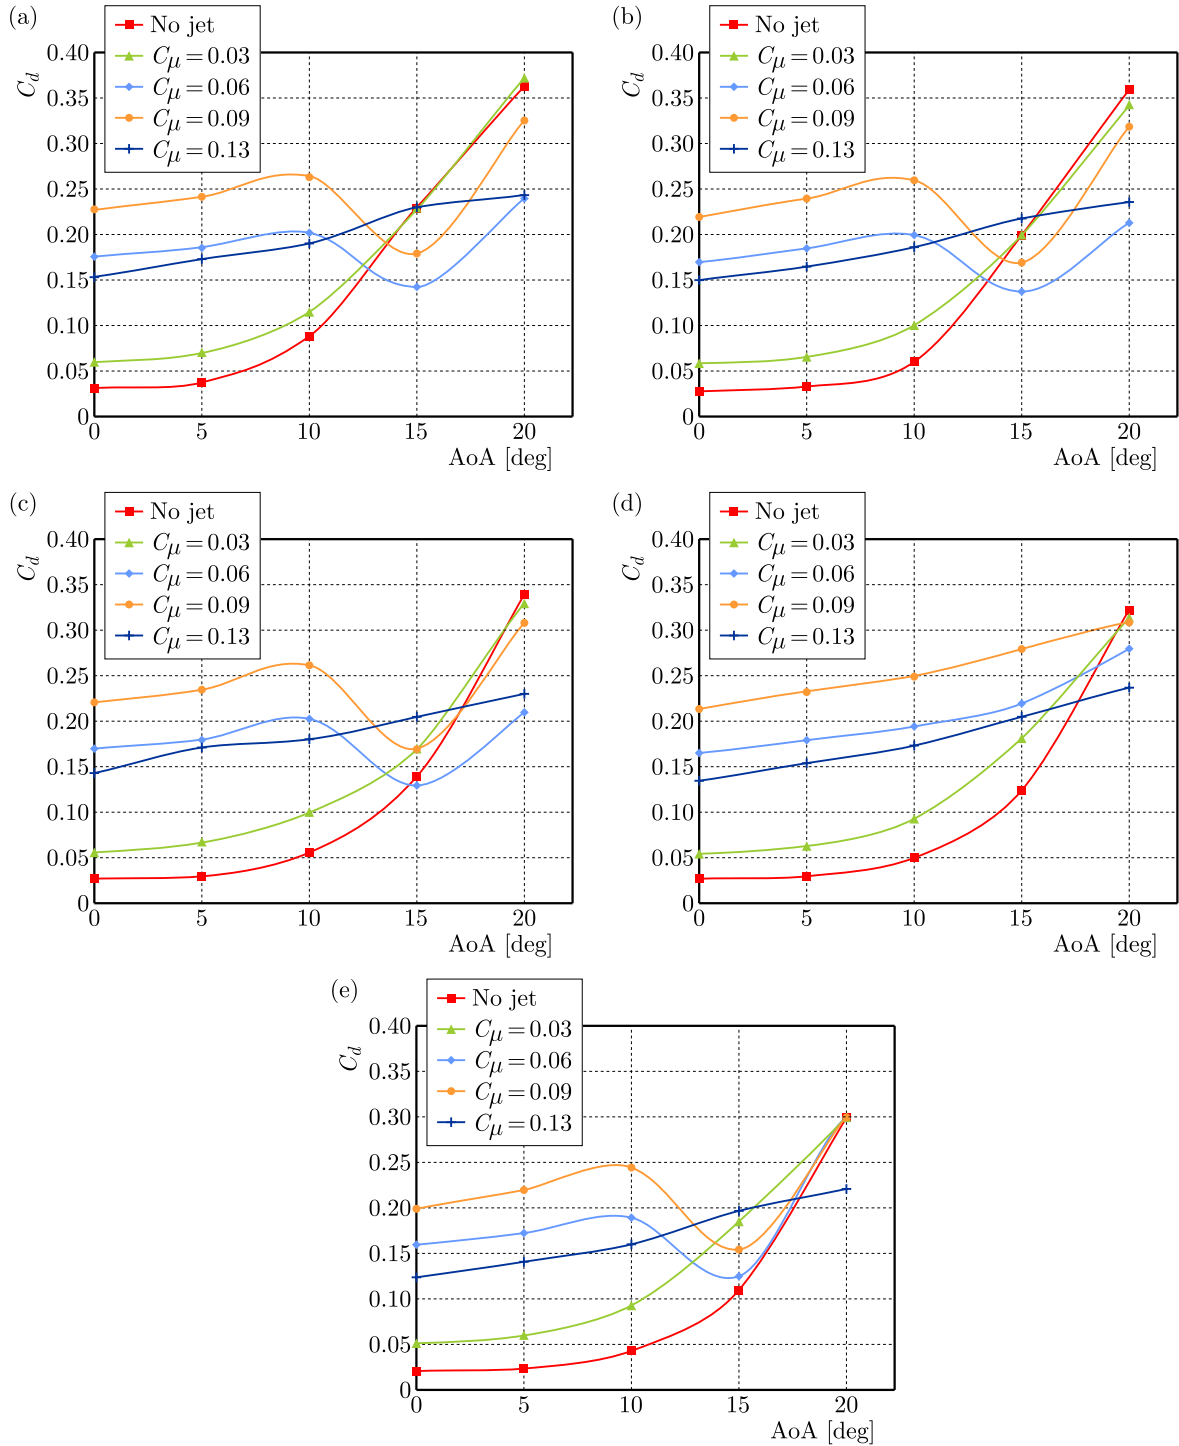 (a)
No jet
Cμ = 0.03
Cμ = 0.06
Cμ = 0.09
Cμ = 0.13
Cd
0.40
0.35
0.30
0.25
0.20
0.15
0.10
0.05
0
0 5 10 15 20
AoA [deg]
(b)
No jet
Cμ = 0.03
Cμ = 0.06
Cμ = 0.09
Cμ = 0.13
Cd
0.40
0.35
0.30
0.25
0.20
0.15
0.10
0.05
0
0 5 10 15 20
AoA [deg]
(c)
No jet
Cμ = 0.03
Cμ = 0.06
Cμ = 0.09
Cμ = 0.13
Cd
0.40
0.35
0.30
0.25
0.20
0.15
0.10
0.05
0
0 5 10 15 20
AoA [deg]
(d)
No jet
Cμ = 0.03
Cμ = 0.06
Cμ = 0.09
Cμ = 0.13
Cd
0.40
0.35
0.30
0.25
0.20
0.15
0.10
0.05
0
0 5 10 15 20
AoA [deg]
(e)
No jet
Cμ = 0.03
Cμ = 0.06
Cμ = 0.09
Cμ = 0.13
Cd
0.40
0.35
0.30
0.25
0.20
0.15
0.10
0.05
0
0 5 10 15 20
AoA [deg]